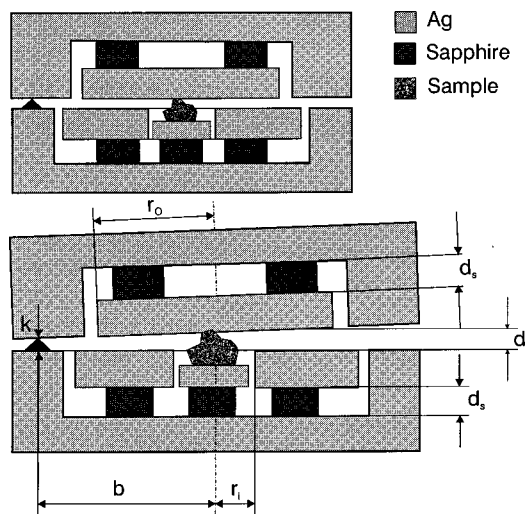 Ag
Sapphire
Sample
r₀
dₛ
k
d
dₛ
b
rᵢ